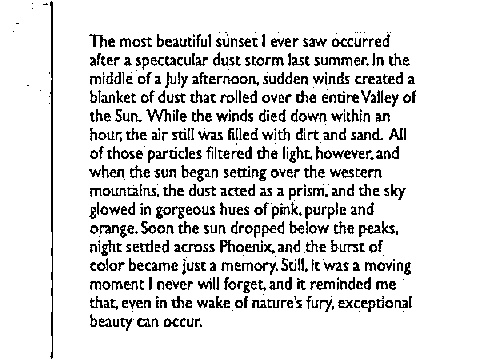 The most beautiful sunset I ever saw occurred
after a spectacular dust storm last summer. In the
middle of a July afternoon, sudden winds created a
blanket of dust that rolled over the entire Valley of
the Sun. While the winds died down within an
hour, the air still was filled with dirt and sand. All
of those particles filtered the light, however, and
when the sun began setting over the western
mountains, the dust acted as a prism, and the sky
glowed in gorgeous hues of pink, purple and
orange. Soon the sun dropped below the peaks,
night settled across Phoenix, and the burst of
color became just a memory. Still, it was a moving
moment I never will forget, and it reminded me
that, even in the wake of nature's fury, exceptional
beauty can occur.